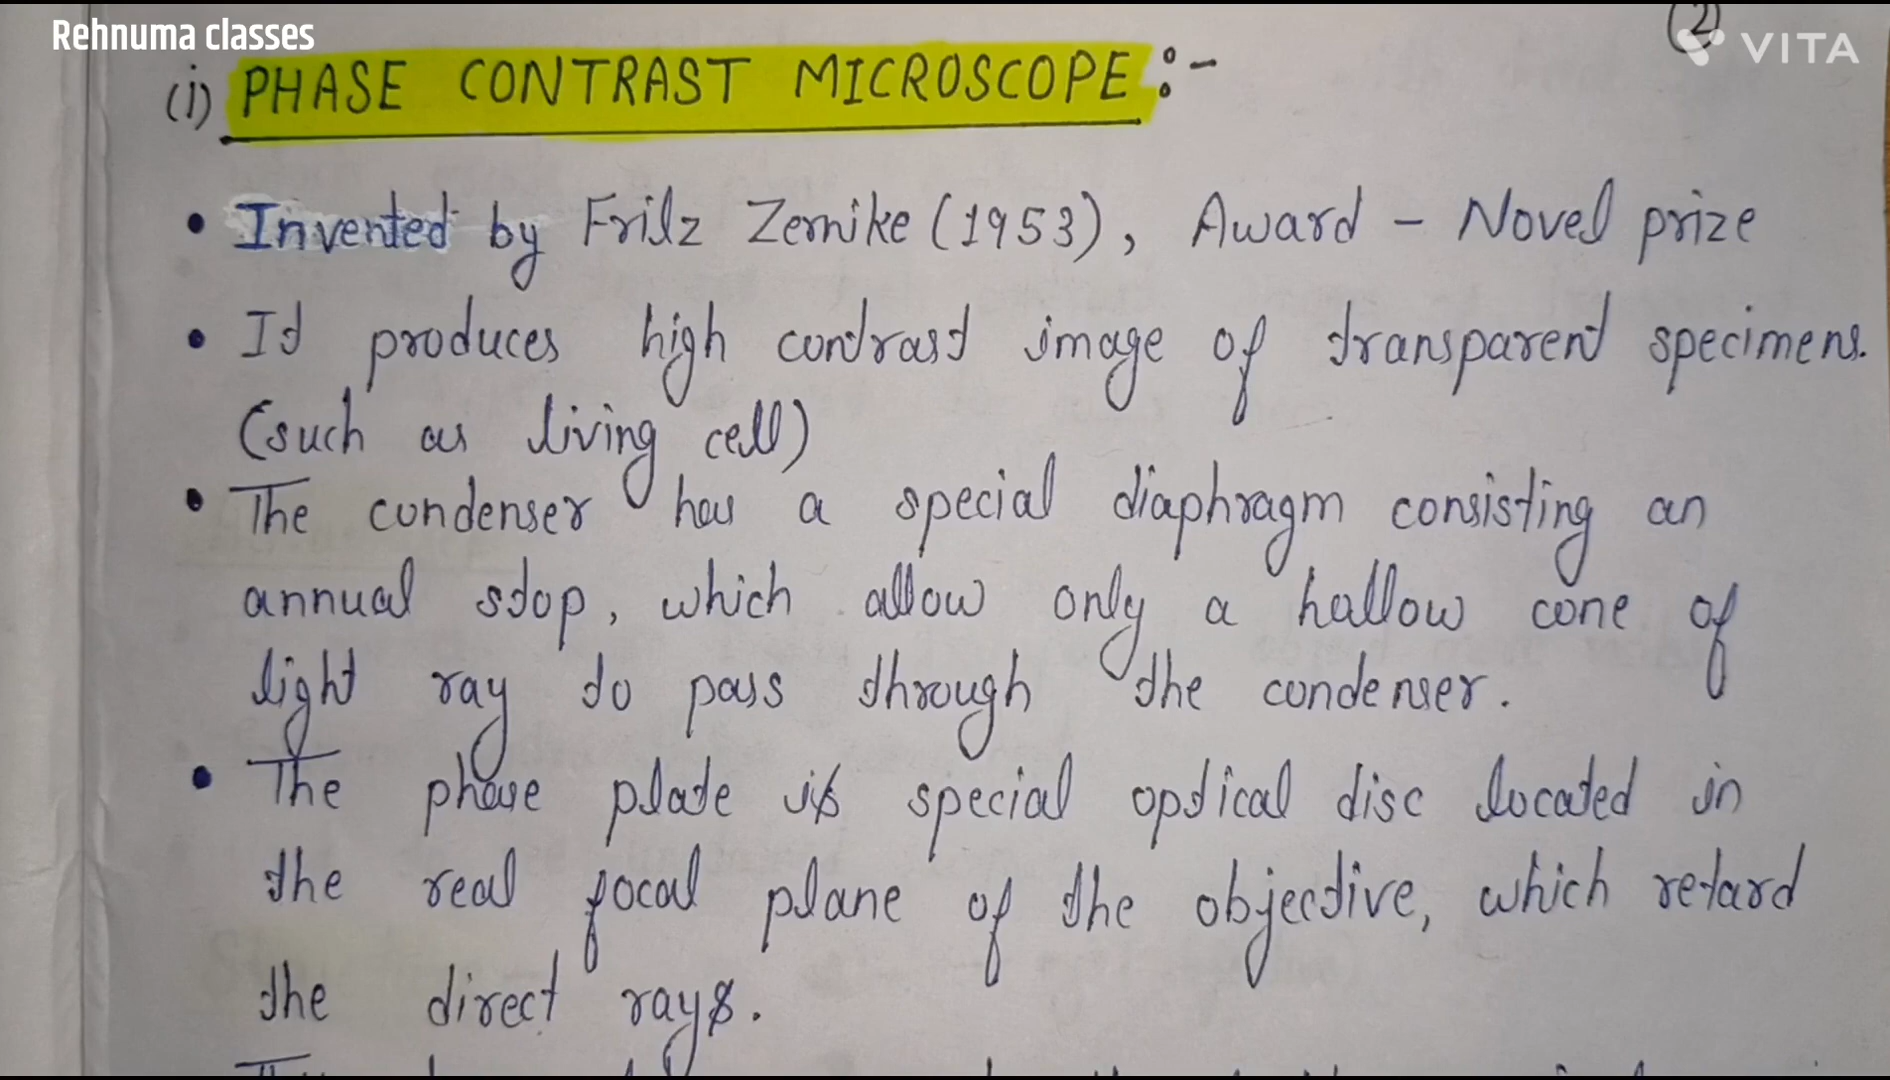 Rehnuma classes
(2)
VITA
(i) PHASE CONTRAST MICROSCOPE :-
• Invented by Fritz Zernike (1953), Award - Novel prize
• It produces high contrast image of transparent specimens.
(such as living cell)
• The condenser has a special diaphragm consisting an
annual stop, which allow only a hallow cone of
light ray to pass through the condenser.
• The phase plate is special optical disc located in
the real focal plane of the objective, which retard
the direct rays.